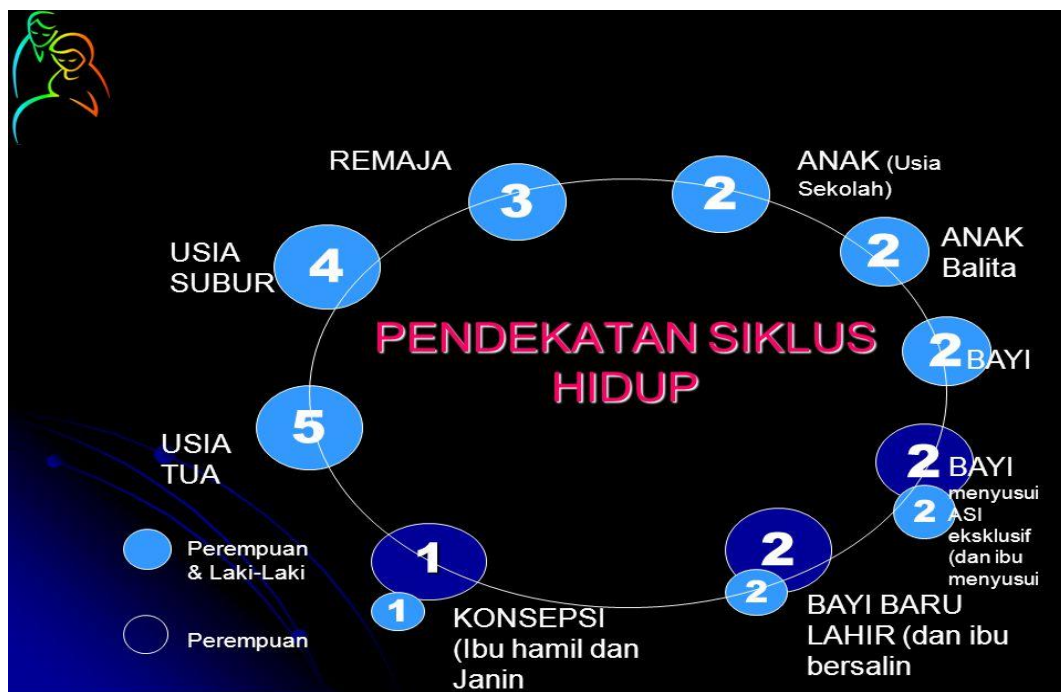 REMAJA
3
2
ANAK (Usia
Sekolah)
USIA
SUBUR
4
2
ANAK
Balita
PENDEKATAN SIKLUS
HIDUP
2
BAYI
5
USIA
TUA
2
BAYI
menyusui
2
ASI
eksklusif
(dan ibu
menyusui
Perempuan
& Laki-Laki
1
1
KONSEPSI
(Ibu hamil dan
Janin
2
2
BAYI BARU
LAHIR (dan ibu
bersalin
Perempuan